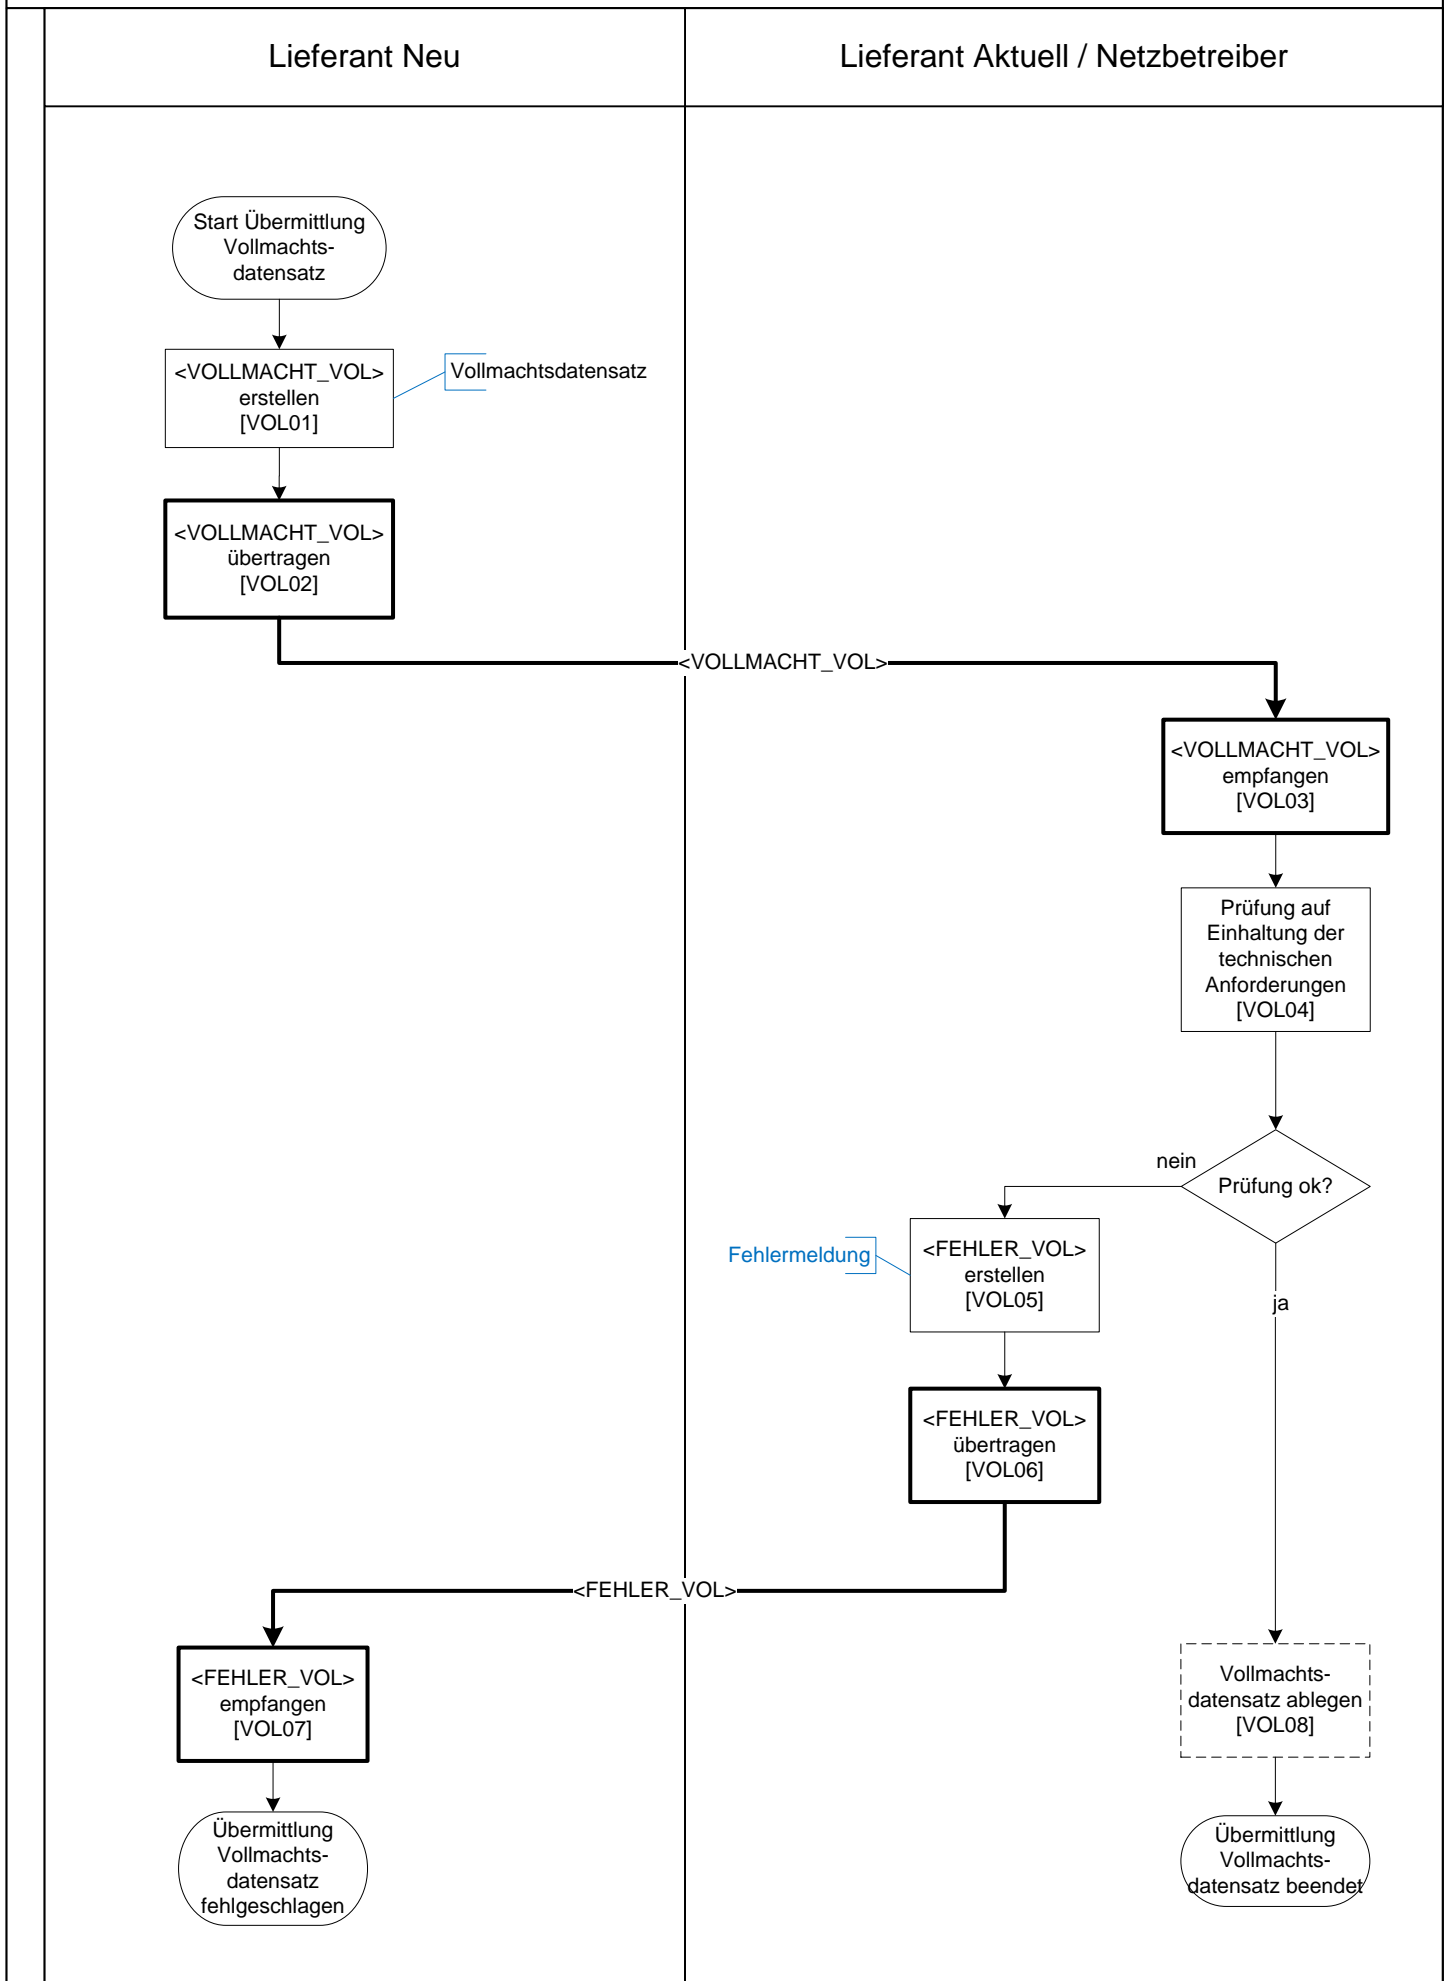 Lieferant Neu
Lieferant Aktuell / Netzbetreiber
Start Übermittlung
Vollmachts-
datensatz
<VOLLMACHT_VOL>
erstellen
[VOL01]
Vollmachtsdatensatz
<VOLLMACHT_VOL>
übertragen
[VOL02]
<VOLLMACHT_VOL>
<VOLLMACHT_VOL>
empfangen
[VOL03]
Prüfung auf
Einhaltung der
technischen
Anforderungen
[VOL04]
nein
Prüfung ok?
Fehlermeldung
<FEHLER_VOL>
erstellen
[VOL05]
ja
<FEHLER_VOL>
übertragen
[VOL06]
<FEHLER_VOL>
<FEHLER_VOL>
empfangen
[VOL07]
Vollmachts-
datensatz ablegen
[VOL08]
Übermittlung
Vollmachts-
datensatz
fehlgeschlagen
Übermittlung
Vollmachts-
datensatz beendet